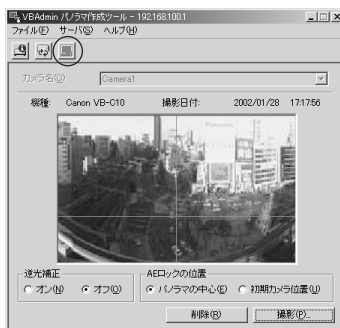 VBAdmin パノラマ作成ツール - 192.168.100.1
ファイル(F) サーバ(S) ヘルプ(H)
カメラ名(C): Camera1
機種: Canon VB-C10 撮影日付: 2002/01/28 17:17:56
逆光補正
オン(N) オフ(O)
AEロックの位置
パノラマの中心(E) 初期カメラ位置(U)
削除(R) 撮影(P)...